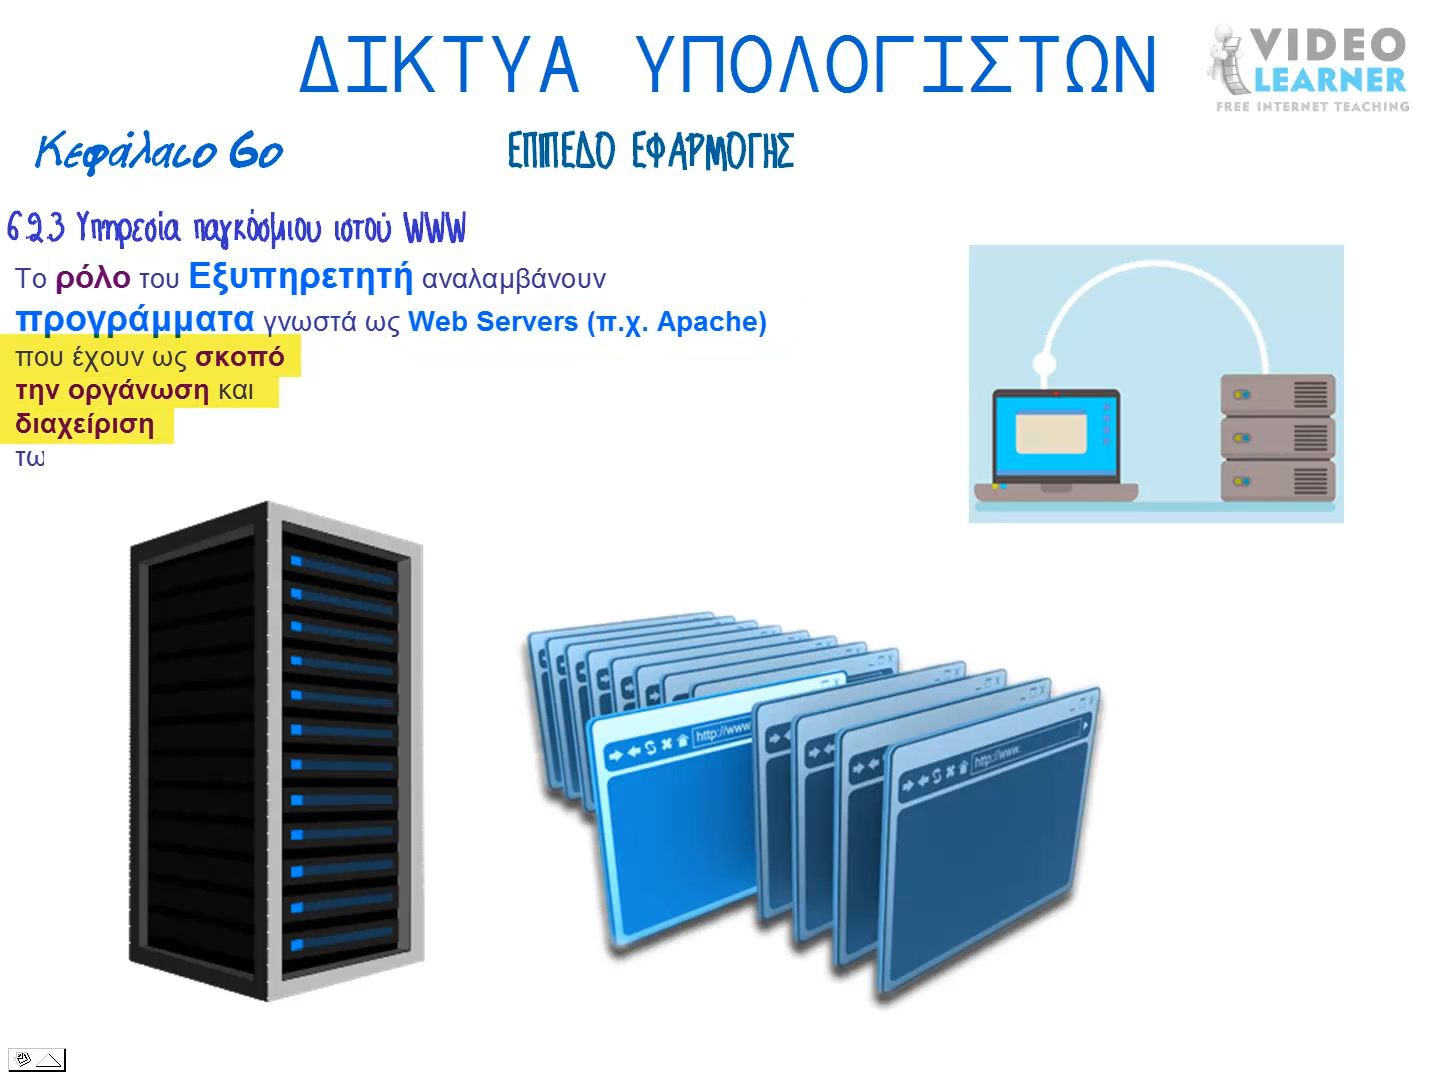 ΔΙΚΤΥΑ ΥΠΟΛΟΓΙΣΤΩΝ
VIDEO
LEARNER
FREE INTERNET TEACHING
Κεφάλαιο 6ο
ΕΠΙΠΕΔΟ ΕΦΑΡΜΟΓΗΣ
6.2.3 Υπηρεσία παγκόσμιου ιστού WWW
Το ρόλο του Εξυπηρετητή αναλαμβάνουν
προγράμματα γνωστά ως Web Servers (π.χ. Apache)
που έχουν ως σκοπό
την οργάνωση και
διαχείριση
τω
http://www.
http://www.